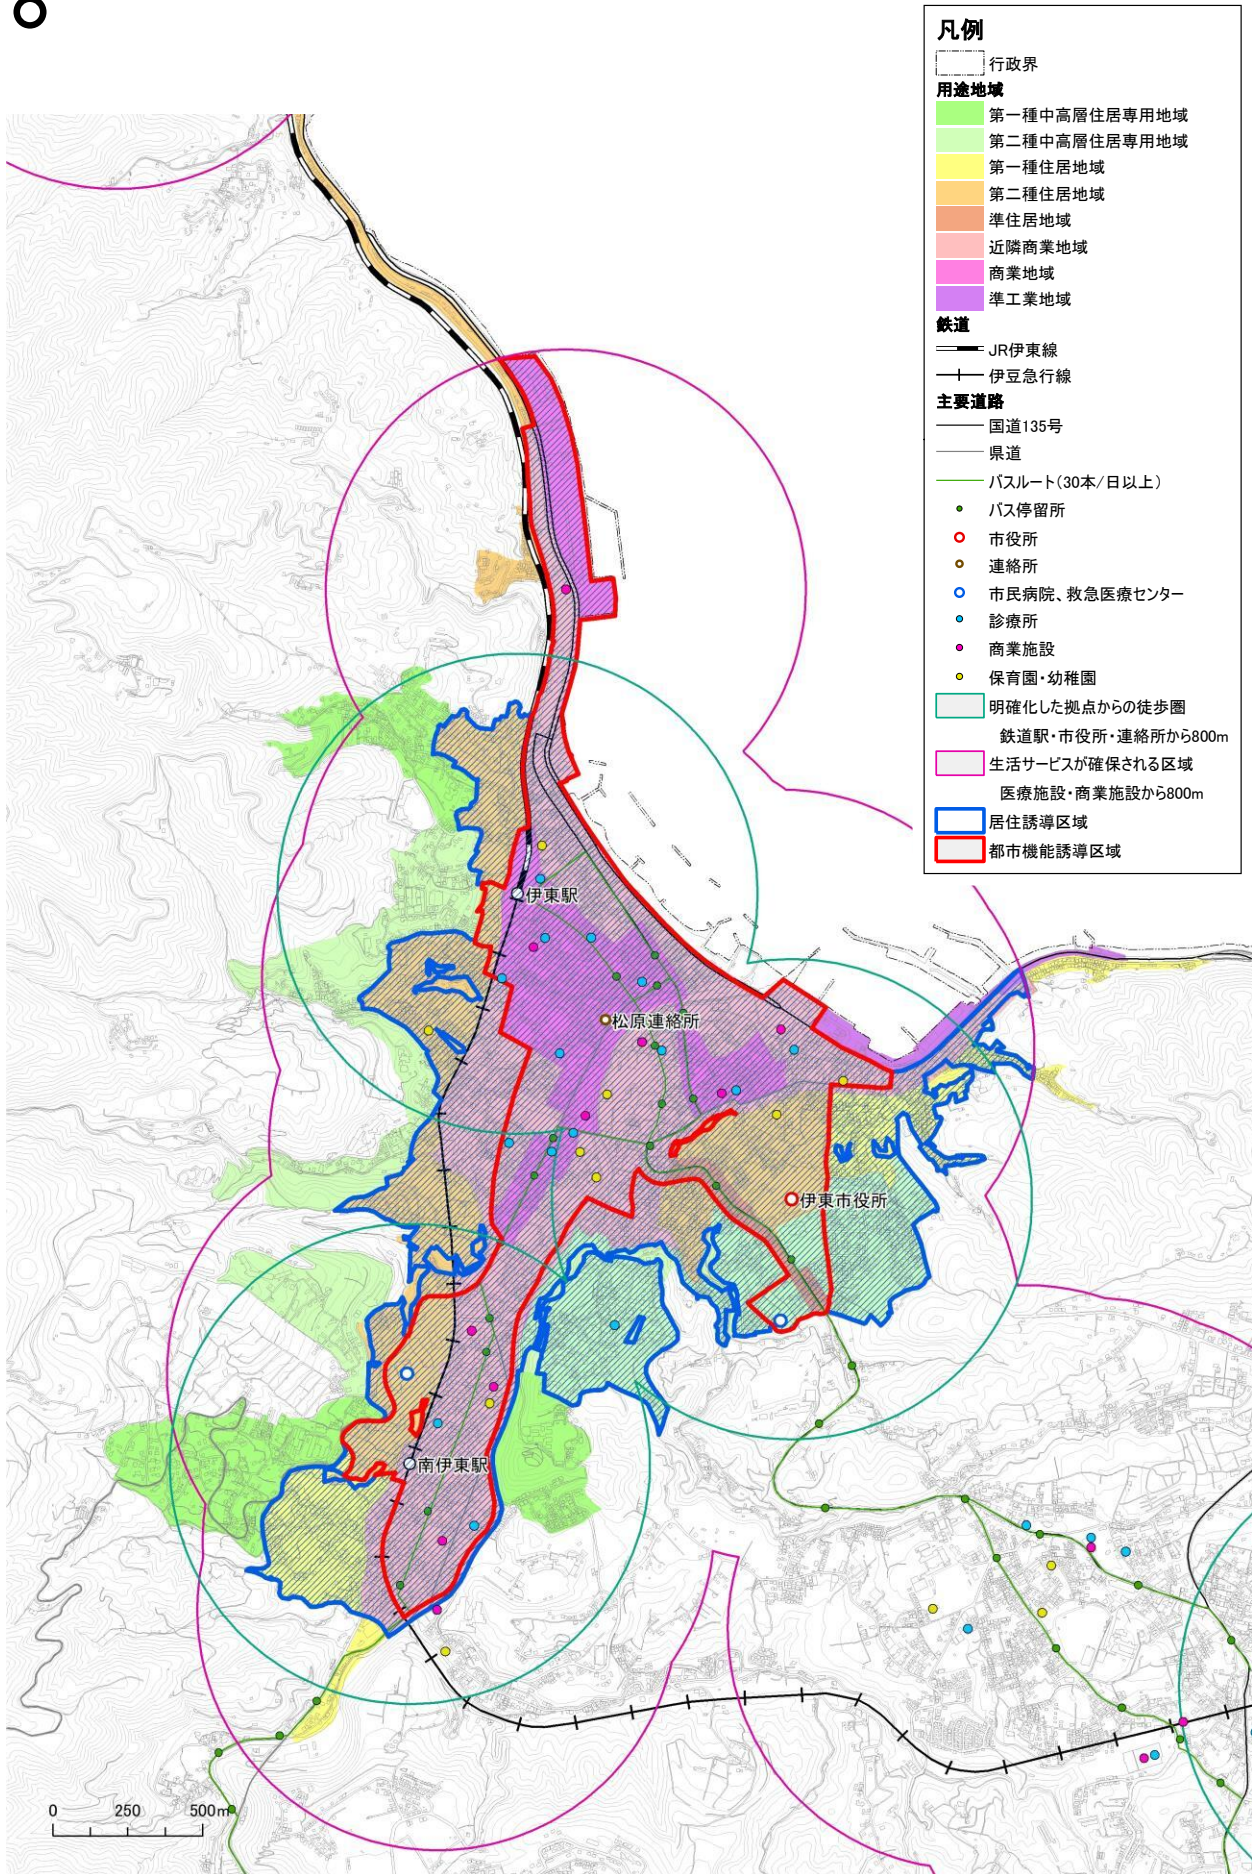 凡例
行政界
用途地域
第一種中高層住居専用地域
第二種中高層住居専用地域
第一種住居地域
第二種住居地域
準住居地域
近隣商業地域
商業地域
準工業地域
鉄道
JR伊東線
伊豆急行線
主要道路
国道135号
県道
バスルート(30本/日以上)
バス停留所
市役所
連絡所
市民病院、救急医療センター
診療所
商業施設
保育園・幼稚園
明確化した拠点からの徒歩圏
鉄道駅・市役所・連絡所から800m
生活サービスが確保される区域
医療施設・商業施設から800m
居住誘導区域
都市機能誘導区域
伊東駅
松原連絡所
伊東市役所
南伊東駅
0 250 500m